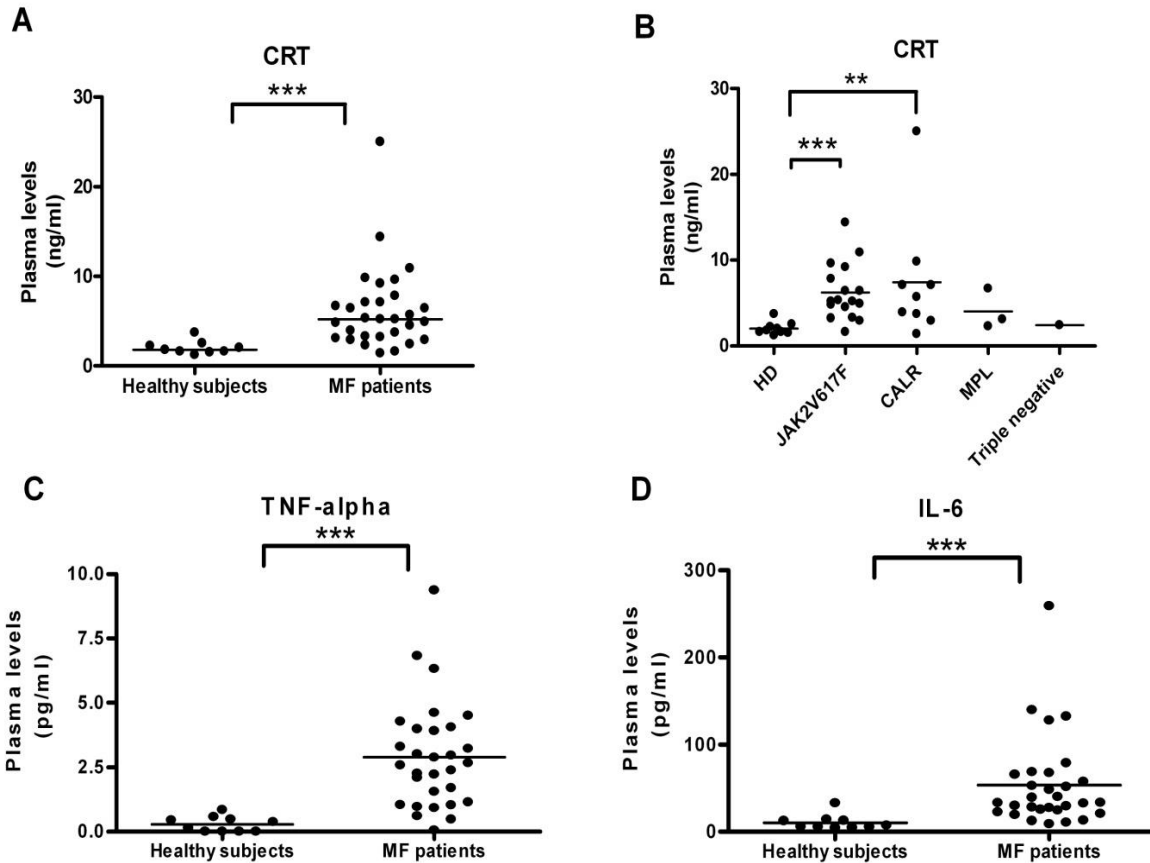 A
CRT
***
30
20
10
0
Plasma levels
(ng/ml)
Healthy subjects
MF patients
B
CRT
**
***
30
20
10
0
Plasma levels
(ng/ml)
HD
JAK2V617F
CALR
MPL
Triple negative
C
TNF-alpha
***
10.0
7.5
5.0
2.5
0.0
Plasma levels
(pg/ml)
Healthy subjects
MF patients
D
IL-6
***
300
200
100
0
Plasma levels
(pg/ml)
Healthy subjects
MF patients